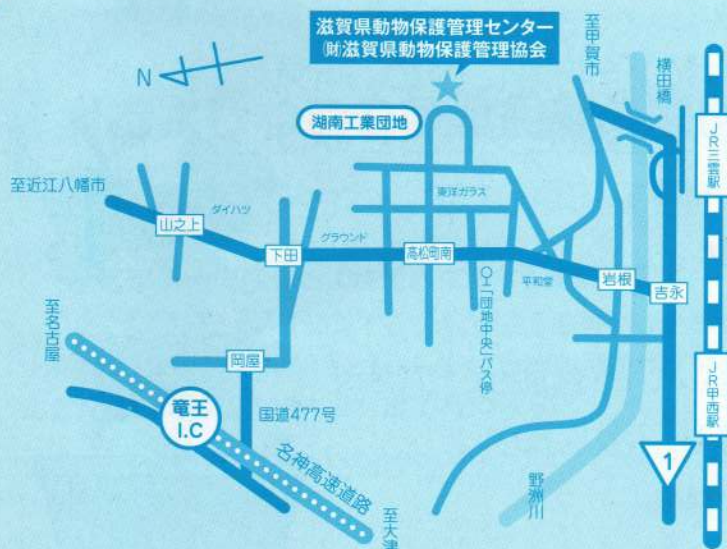 滋賀県動物保護管理センター
(財)滋賀県動物保護管理協会
至甲賀市
横田橋
N
湖南工業団地
JR三雲駅
至近江八幡市
ダイハツ
東洋ガラス
山之上
グラウンド
下田
高松町南
平和堂
岩根
吉永
○工「団地中央」バス停
至名古屋
岡屋
竜王
I.C
国道477号
名神高速道路
至大津
野洲川
1
JR甲西駅